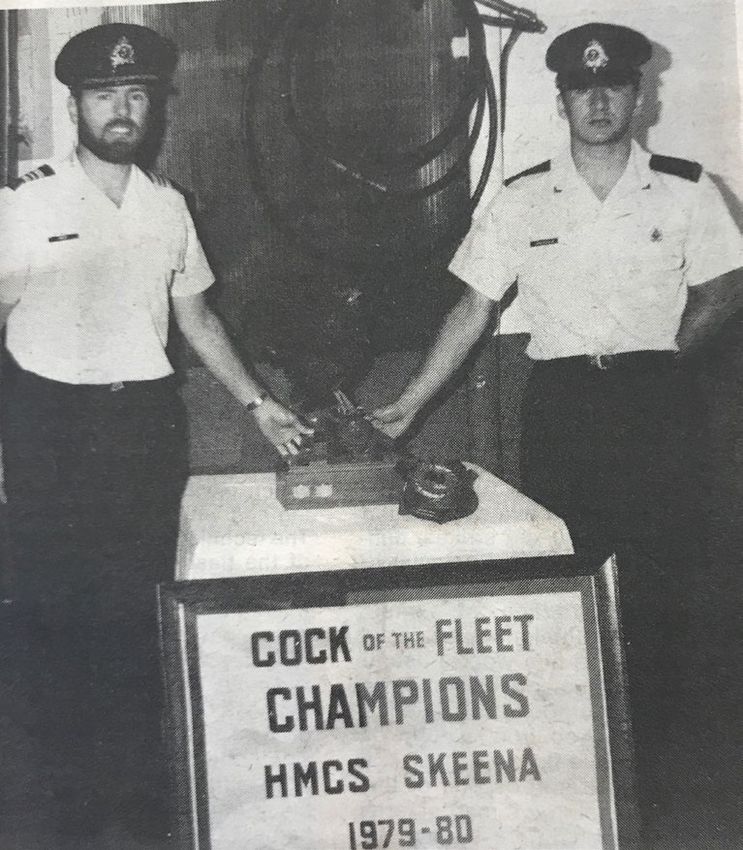 COCK OF THE FLEET
CHAMPIONS
HMCS SKEENA
1979-80